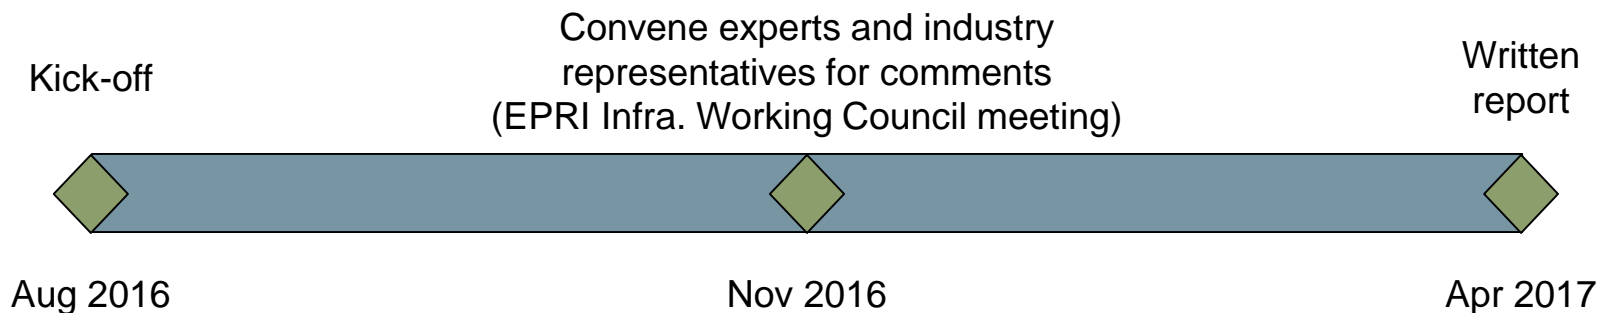 Kick-off
Convene experts and industry
representatives for comments
(EPRI Infra. Working Council meeting)
Written
report
Aug 2016
Nov 2016
Apr 2017